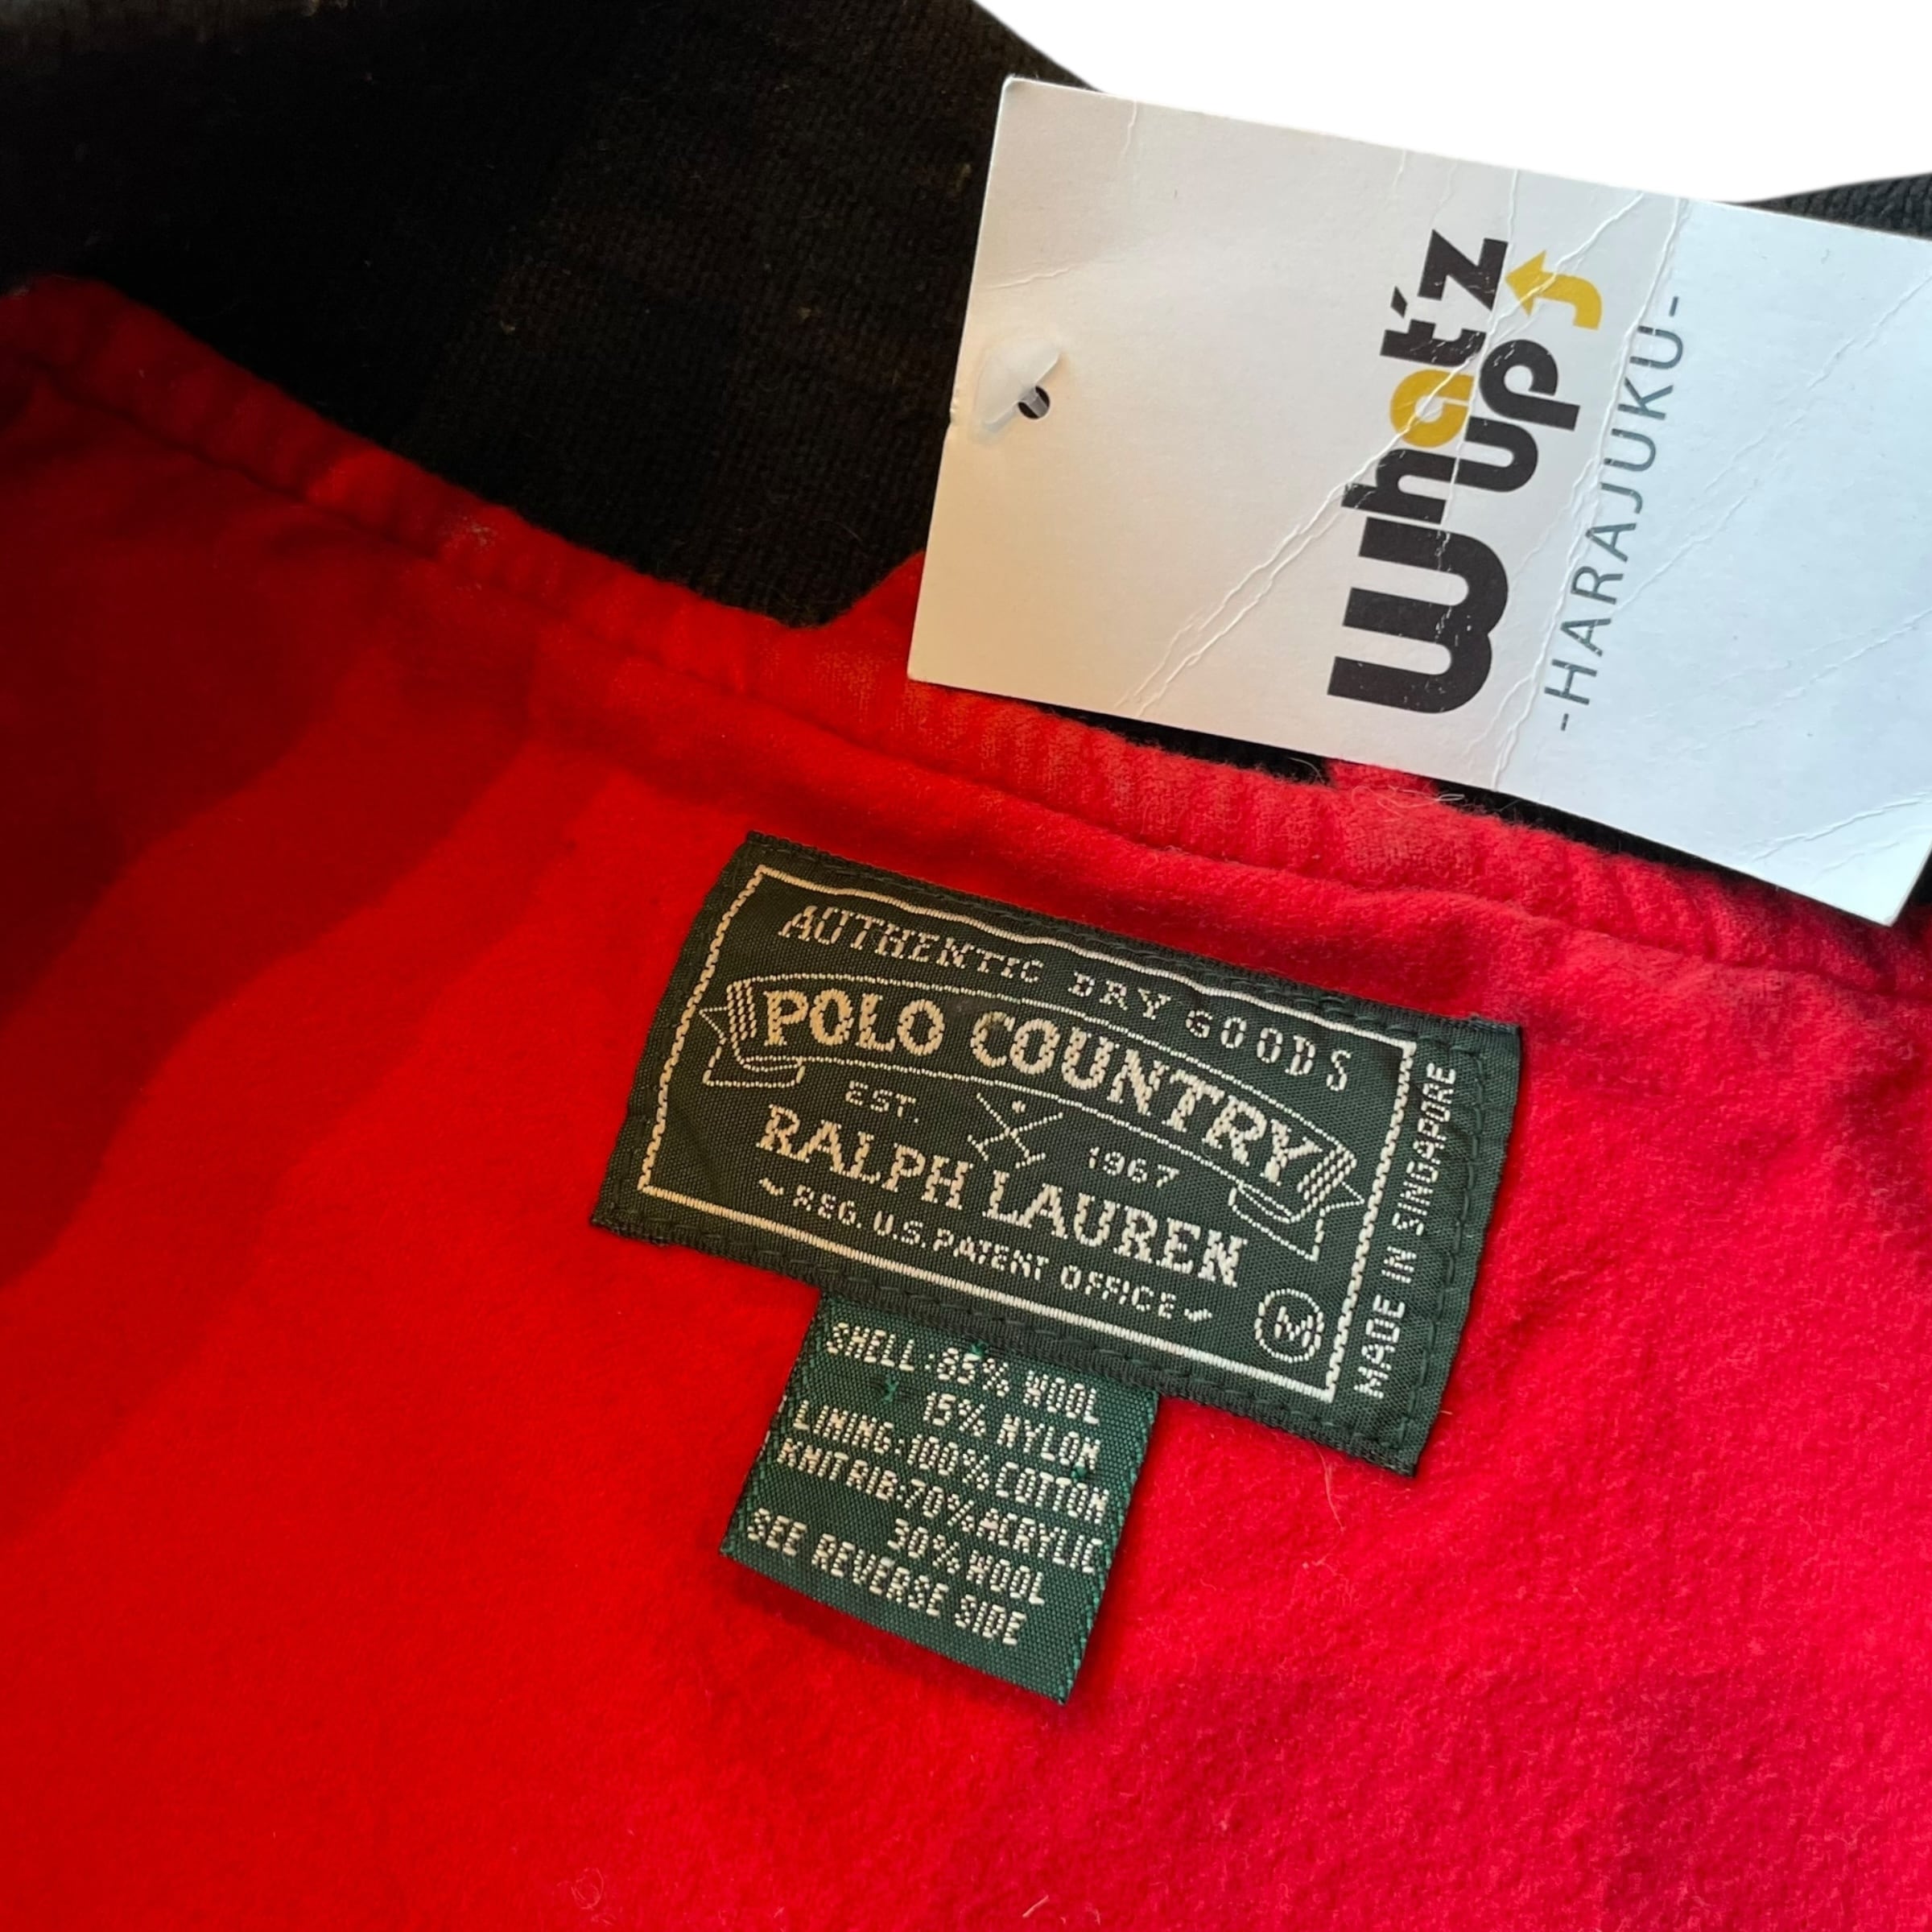 What'z
up
-HARAJUKU-
AUTHENTIC DRY GOODS
POLO COUNTRY
EST. 1967
RALPH LAUREN
REG. U.S. PATENT OFFICE
M
MADE IN SINGAPORE
SHELL: 85% WOOL
15% NYLON
LINING: 100% COTTON
KNIT RIB: 70% ACRYLIC
30% WOOL
SEE REVERSE SIDE